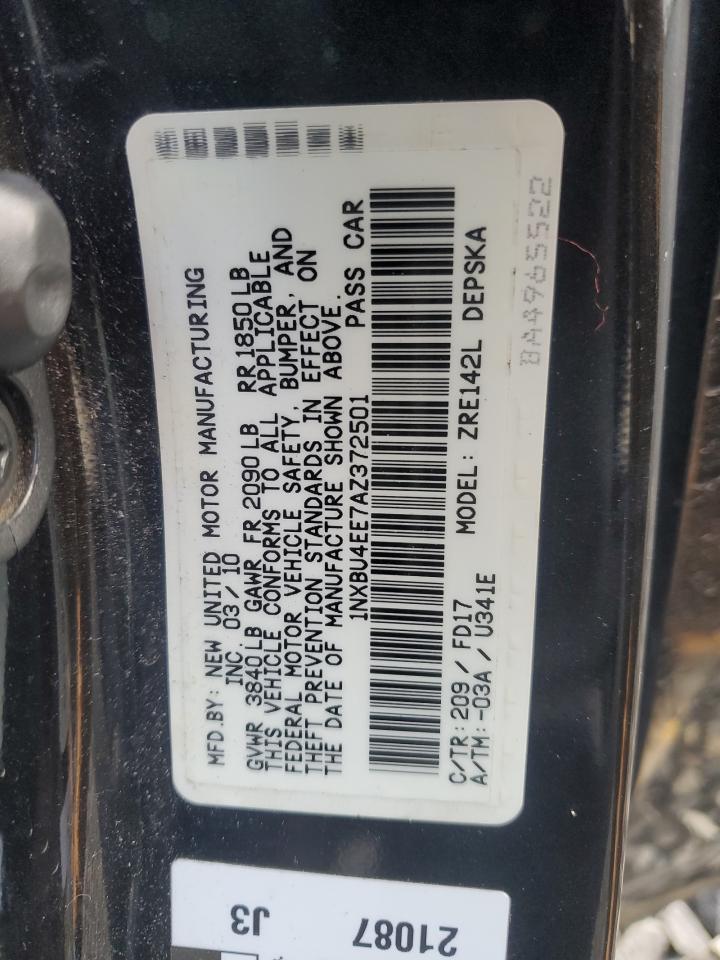 MFD.BY: NEW UNITED MOTOR MANUFACTURING
INC. 03/10
GVWR 3840LB GAWR FR 2090LB RR1850LB
THIS VEHICLE CONFORMS TO ALL APPLICABLE
FEDERAL MOTOR VEHICLE SAFETY, BUMPER, AND
THEFT PREVENTION STANDARDS IN EFFECT ON
THE DATE OF MANUFACTURE SHOWN ABOVE.
1NXBU4EE7AZ372501 PASS CAR
C/TR:209/FD17 MODEL: ZRE142L DEPSKA
A/TM:-03A/U341E
BA4965522
J3
21087